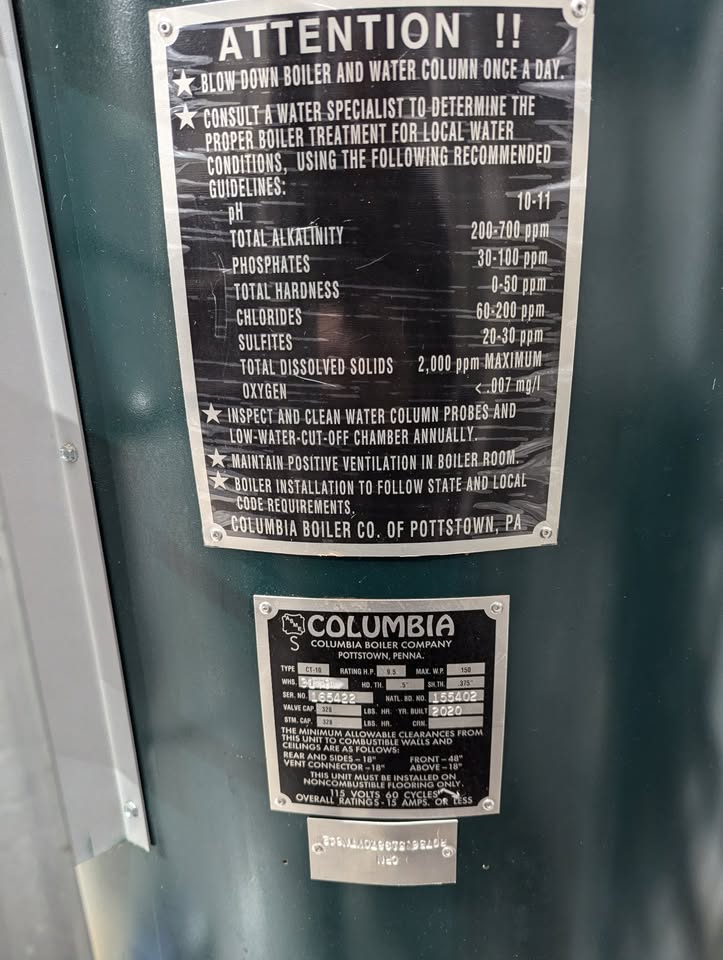 ATTENTION !!
★ BLOW DOWN BOILER AND WATER COLUMN ONCE A DAY.
★ CONSULT A WATER SPECIALIST TO DETERMINE THE
PROPER BOILER TREATMENT FOR LOCAL WATER
CONDITIONS, USING THE FOLLOWING RECOMMENDED
GUIDELINES:
pH 10-11
TOTAL ALKALINITY 200-700 ppm
PHOSPHATES 30-100 ppm
TOTAL HARDNESS 0-50 ppm
CHLORIDES 60-200 ppm
SULFITES 20-30 ppm
TOTAL DISSOLVED SOLIDS 2,000 ppm MAXIMUM
OXYGEN <.007 mg/l
★ INSPECT AND CLEAN WATER COLUMN PROBES AND
LOW-WATER-CUT-OFF CHAMBER ANNUALLY.
★ MAINTAIN POSITIVE VENTILATION IN BOILER ROOM.
★ BOILER INSTALLATION TO FOLLOW STATE AND LOCAL
CODE REQUIREMENTS.
COLUMBIA BOILER CO. OF POTTSTOWN, PA
COLUMBIA
S COLUMBIA BOILER COMPANY
POTTSTOWN, PENNA.
TYPE CT-10 RATING H.P. 9.5 MAX. W.P. 150
WHS. HD. TH. .5" SH TH. .375"
SER. NO. 165422 NATL. BD. NO. 155402
VALVE CAP. 328 LBS. HR. YR. BUILT 2020
STM. CAP. 328 LBS. HR. CRN.
THE MINIMUM ALLOWABLE CLEARANCES FROM
THIS UNIT TO COMBUSTIBLE WALLS AND
CEILINGS ARE AS FOLLOWS:
REAR AND SIDES – 18" FRONT – 48"
VENT CONNECTOR – 18" ABOVE – 18"
THIS UNIT MUST BE INSTALLED ON
NONCOMBUSTIBLE FLOORING ONLY.
115 VOLTS 60 CYCLES
OVERALL RATINGS - 15 AMPS. OR LESS
CRN